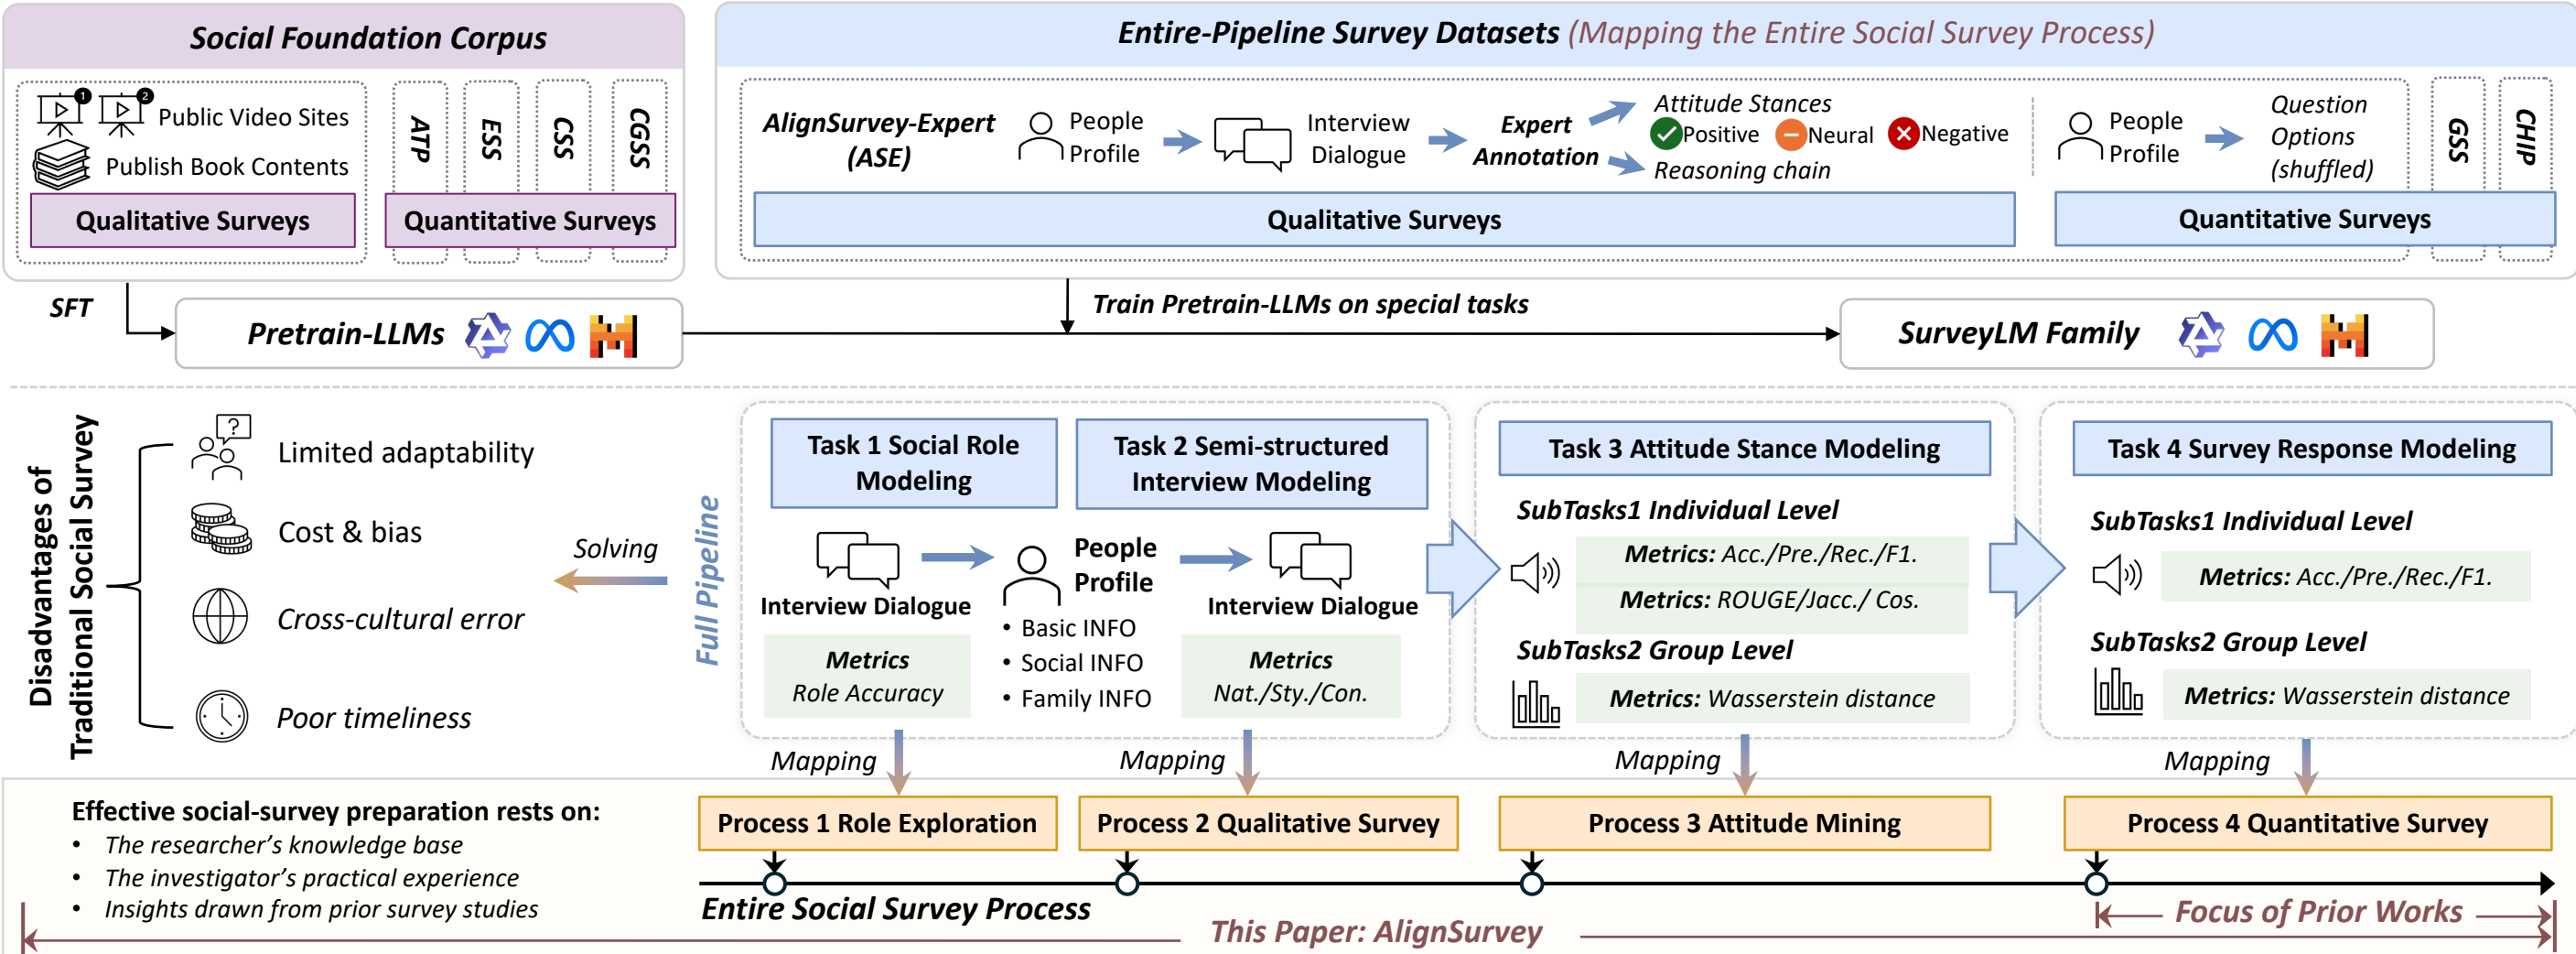 Social Foundation Corpus
1
2
Public Video Sites
Publish Book Contents
Qualitative Surveys
ATP
ESS
CSS
CGSS
Quantitative Surveys
Entire-Pipeline Survey Datasets (Mapping the Entire Social Survey Process)
AlignSurvey-Expert
(ASE)
People
Profile
Interview
Dialogue
Expert
Annotation
Attitude Stances
Positive
Neural
Negative
Reasoning chain
Qualitative Surveys
People
Profile
Question
Options
(shuffled)
GSS
CHIP
Quantitative Surveys
SFT
Pretrain-LLMs
Train Pretrain-LLMs on special tasks
SurveyLM Family
Disadvantages of
Traditional Social Survey
?
Limited adaptability
Cost & bias
Cross-cultural error
Poor timeliness
Solving
Full Pipeline
Task 1 Social Role
Modeling
Task 2 Semi-structured
Interview Modeling
Interview Dialogue
People
Profile
• Basic INFO
• Social INFO
• Family INFO
Interview Dialogue
Metrics
Role Accuracy
Metrics
Nat./Sty./Con.
Task 3 Attitude Stance Modeling
SubTasks1 Individual Level
Metrics: Acc./Pre./Rec./F1.
Metrics: ROUGE/Jacc./ Cos.
SubTasks2 Group Level
Metrics: Wasserstein distance
Task 4 Survey Response Modeling
SubTasks1 Individual Level
Metrics: Acc./Pre./Rec./F1.
SubTasks2 Group Level
Metrics: Wasserstein distance
Mapping
Mapping
Mapping
Mapping
Effective social-survey preparation rests on:
• The researcher's knowledge base
• The investigator's practical experience
• Insights drawn from prior survey studies
Process 1 Role Exploration
Process 2 Qualitative Survey
Process 3 Attitude Mining
Process 4 Quantitative Survey
Entire Social Survey Process
Focus of Prior Works
This Paper: AlignSurvey